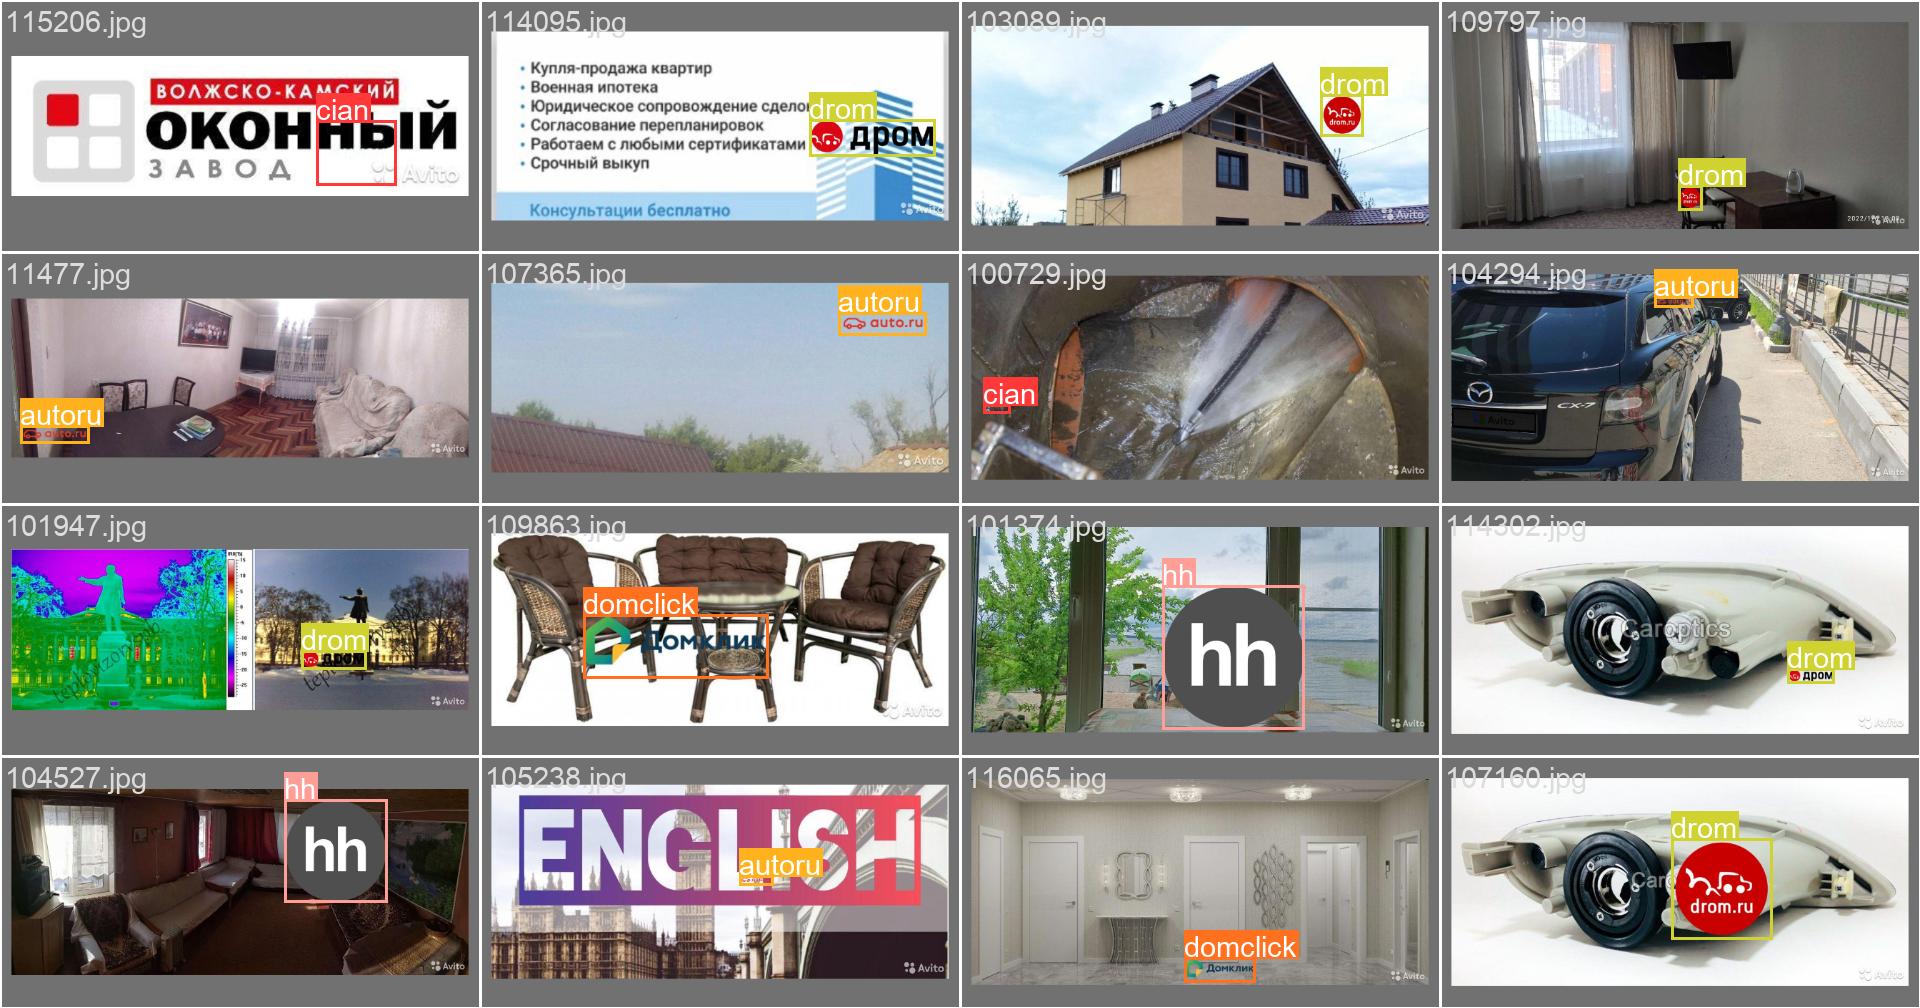 115206.jpg
ВОЛЖСКО-КАМСКИЙ
cian
ОКОННЫЙ
ЗАВОД
Avito
114095.jpg
• Купля-продажа квартир
• Военная ипотека
• Юридическое сопровождение сдело
• Согласование перепланировок
• Работаем с любыми сертификатами
• Срочный выкуп
drom
дром
Консультации бесплатно
Avito
103089.jpg
drom
drom.ru
Avito
109797.jpg
drom
Avito
11477.jpg
autoru
auto.ru
Avito
107365.jpg
autoru
auto.ru
Avito
100729.jpg
cian
Avito
104294.jpg
autoru
CX-7
Avito
Avito
101947.jpg
drom
дром
Avito
109863.jpg
domclick
Домклик
Avito
101374.jpg
hh
hh
Avito
114302.jpg
Caroptics
drom
дром
Avito
104527.jpg
hh
hh
Avito
105238.jpg
ENGLISH
autoru
Avito
116065.jpg
domclick
Домклик
Avito
107160.jpg
drom
Car
drom.ru
Avito